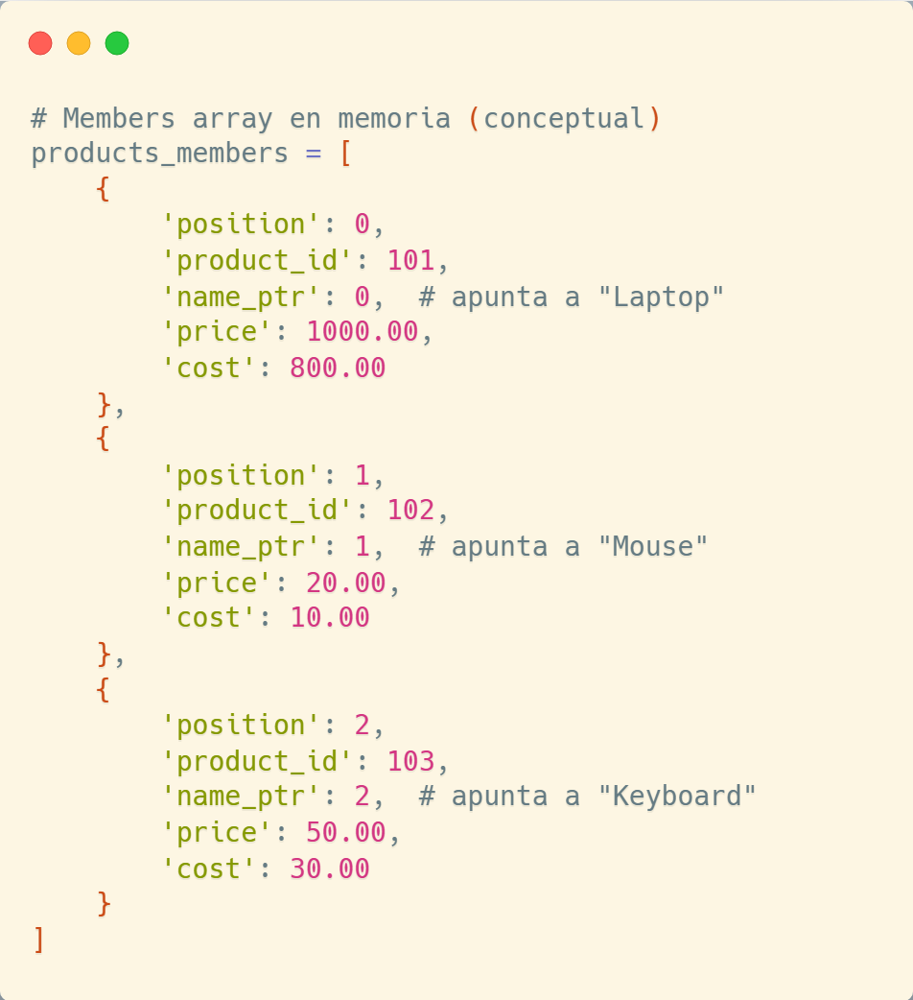 # Members array en memoria (conceptual)
products_members = [
    {
        'position': 0,
        'product_id': 101,
        'name_ptr': 0,  # apunta a "Laptop"
        'price': 1000.00,
        'cost': 800.00
    },
    {
        'position': 1,
        'product_id': 102,
        'name_ptr': 1,  # apunta a "Mouse"
        'price': 20.00,
        'cost': 10.00
    },
    {
        'position': 2,
        'product_id': 103,
        'name_ptr': 2,  # apunta a "Keyboard"
        'price': 50.00,
        'cost': 30.00
    }
]